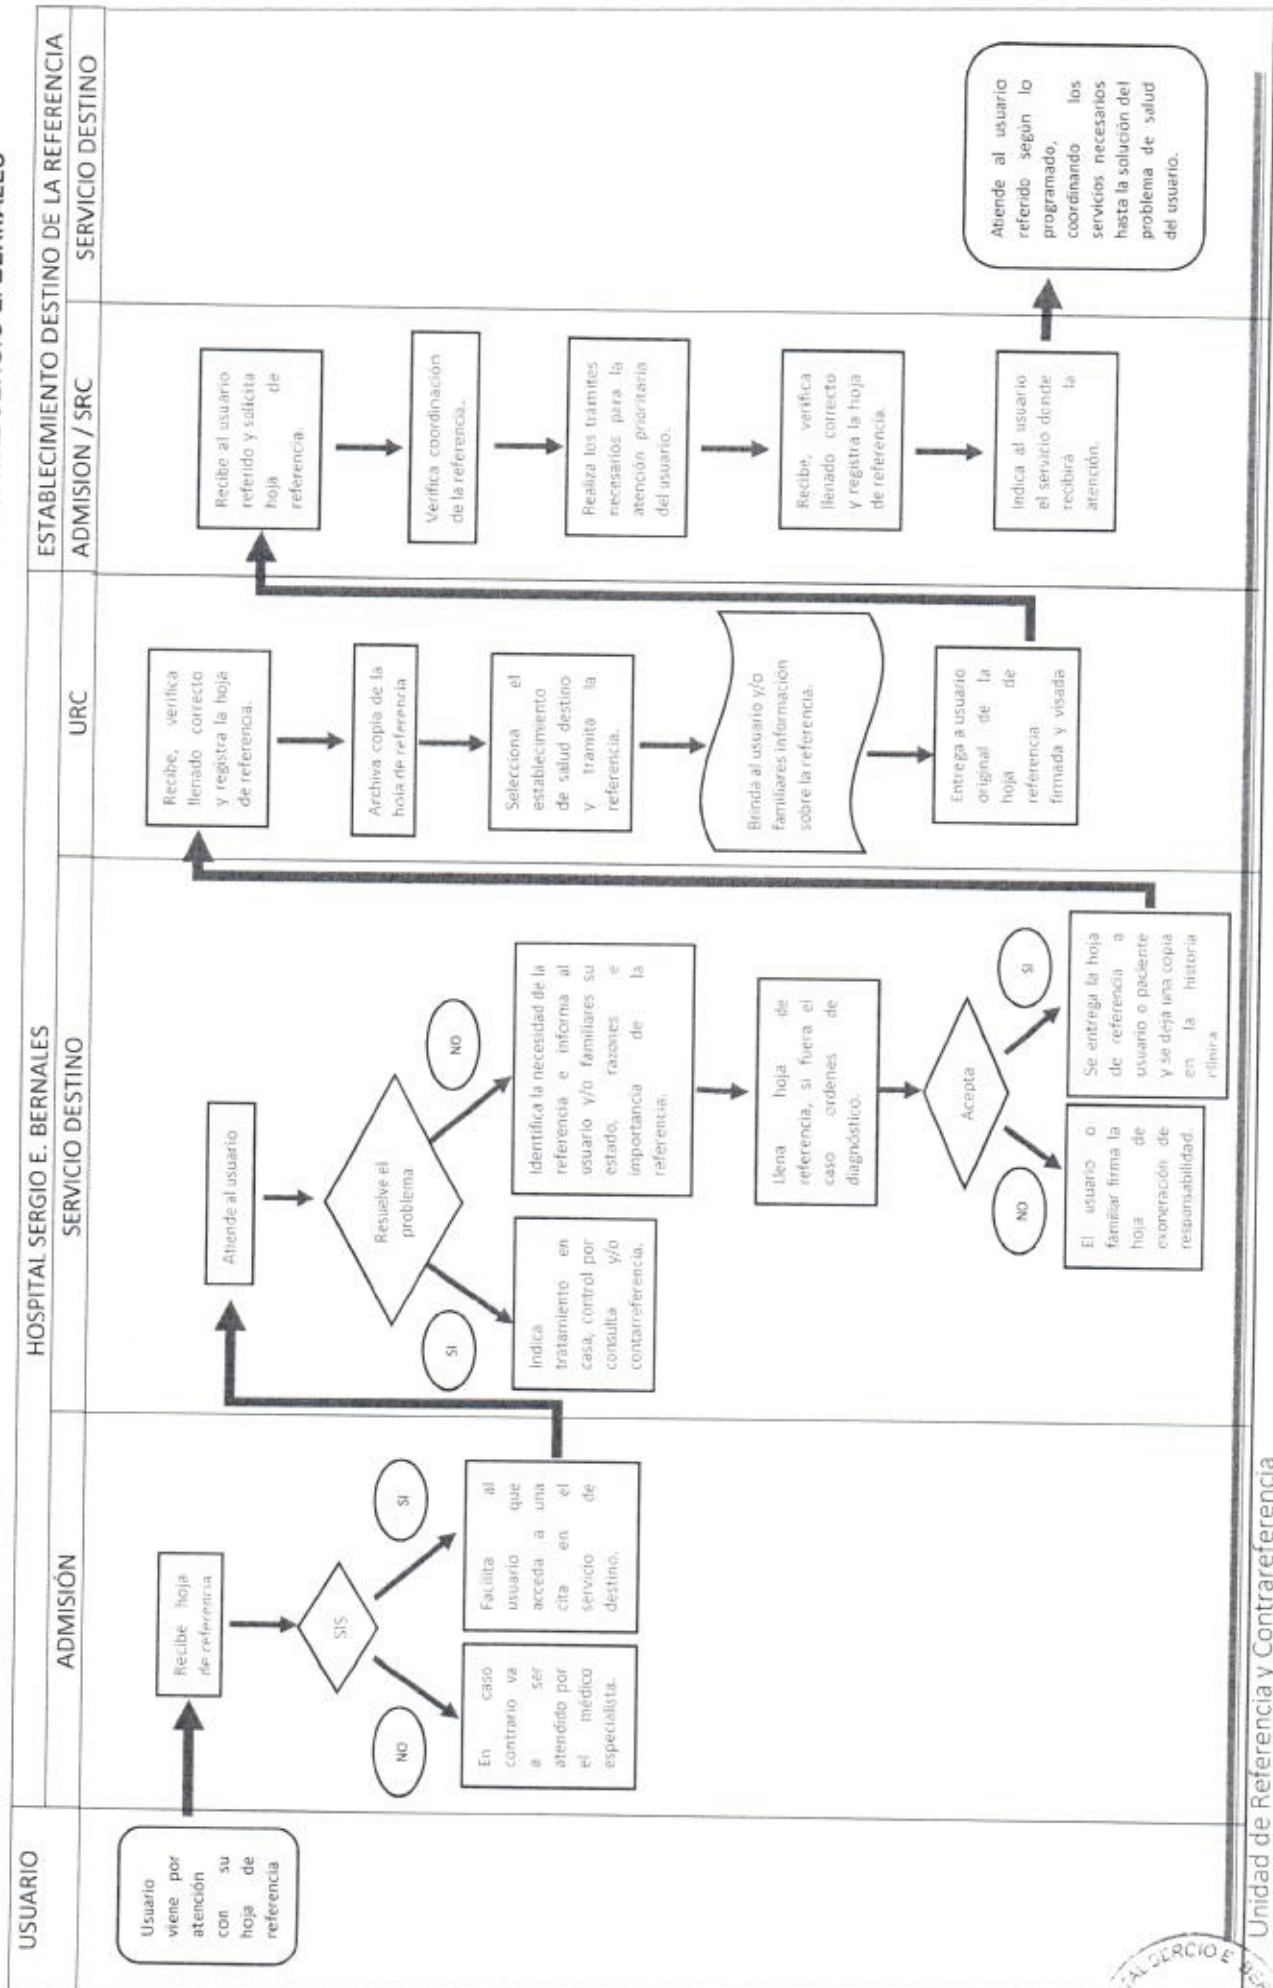 USUARIO
HOSPITAL SERGIO E. BERNALES
ESTABLECIMIENTO DESTINO DE LA REFERENCIA
ADMISIÓN
SERVICIO DESTINO
URC
ADMISION / SRC
SERVICIO DESTINO
Usuario
viene por
atención
con su
hoja de
referencia
Recibe hoja
de referencia
SIS
NO
SI
En caso
contrario va
a ser
atendido por
el médico
especialista.
Facilita al
usuario que
acceda a una
cita en el
servicio de
destino.
Atiende al usuario
Resuelve el
problema
SI
NO
Indica
tratamiento en
casa, control por
consulta y/o
contarreferencia.
Identifica la necesidad de la
referencia e informa al
usuario y/o familiares su
estado, razones e
importancia de la
referencia.
Llena hoja de
referencia, si fuera el
caso ordenes de
diagnóstico.
Acepta
NO
SI
El usuario o
familiar firma la
hoja de
exoneración de
responsabilidad.
Se entrega la hoja
de referencia a
usuario o paciente
y se deja una copia
en la historia
clínica
Recibe, verifica
llenado correcto
y registra la hoja
de referencia.
Archiva copia de la
hoja de referencia
Selecciona el
establecimiento
de salud destino
y tramita la
referencia.
Brinda al usuario y/o
familiares información
sobre la referencia.
Entrega a usuario
original de la
hoja de
referencia
firmada y visada
Recibe al usuario
referido y solicita
hoja de
referencia.
Verifica coordinación
de la referencia.
Realiza los trámites
necesarios para la
atención prioritaria
del usuario.
Recibe, verifica
llenado correcto
y registra la hoja
de referencia.
Indica al usuario
el servicio donde
recibirá la
atención.
Atiende al usuario
referido según lo
programado,
coordinando los
servicios necesarios
hasta la solución del
problema de salud
del usuario.
Unidad de Referencia y Contrareferencia
SERGIO E.